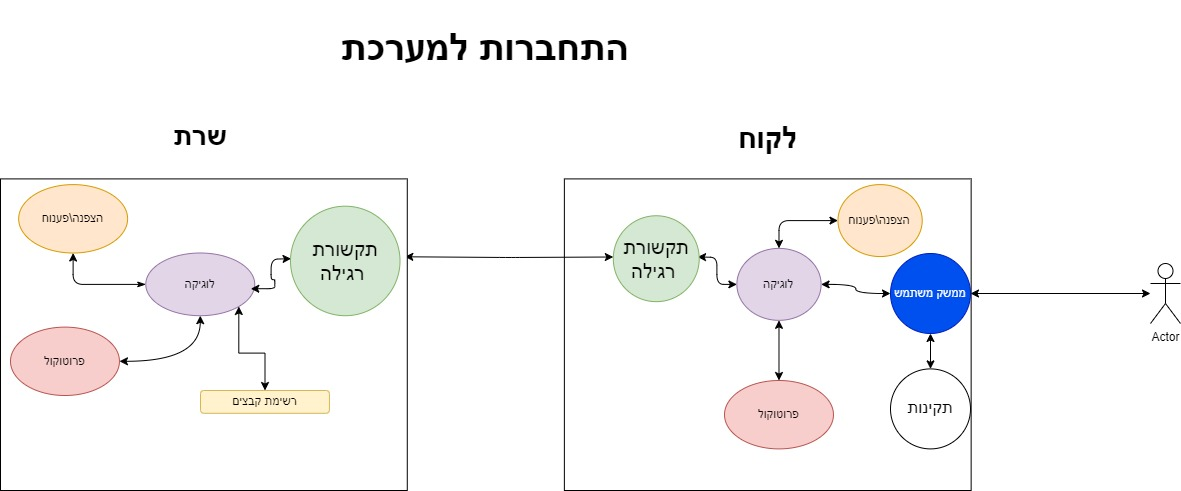 התחברות למערכת
לקוח
שרת
הצפנה\פענוח
תקשורת
רגילה
לוגיקה
ממשק משתמש
פרוטוקול
תקינות
Actor
תקשורת
רגילה
הצפנה\פענוח
לוגיקה
פרוטוקול
רשימת קבצים